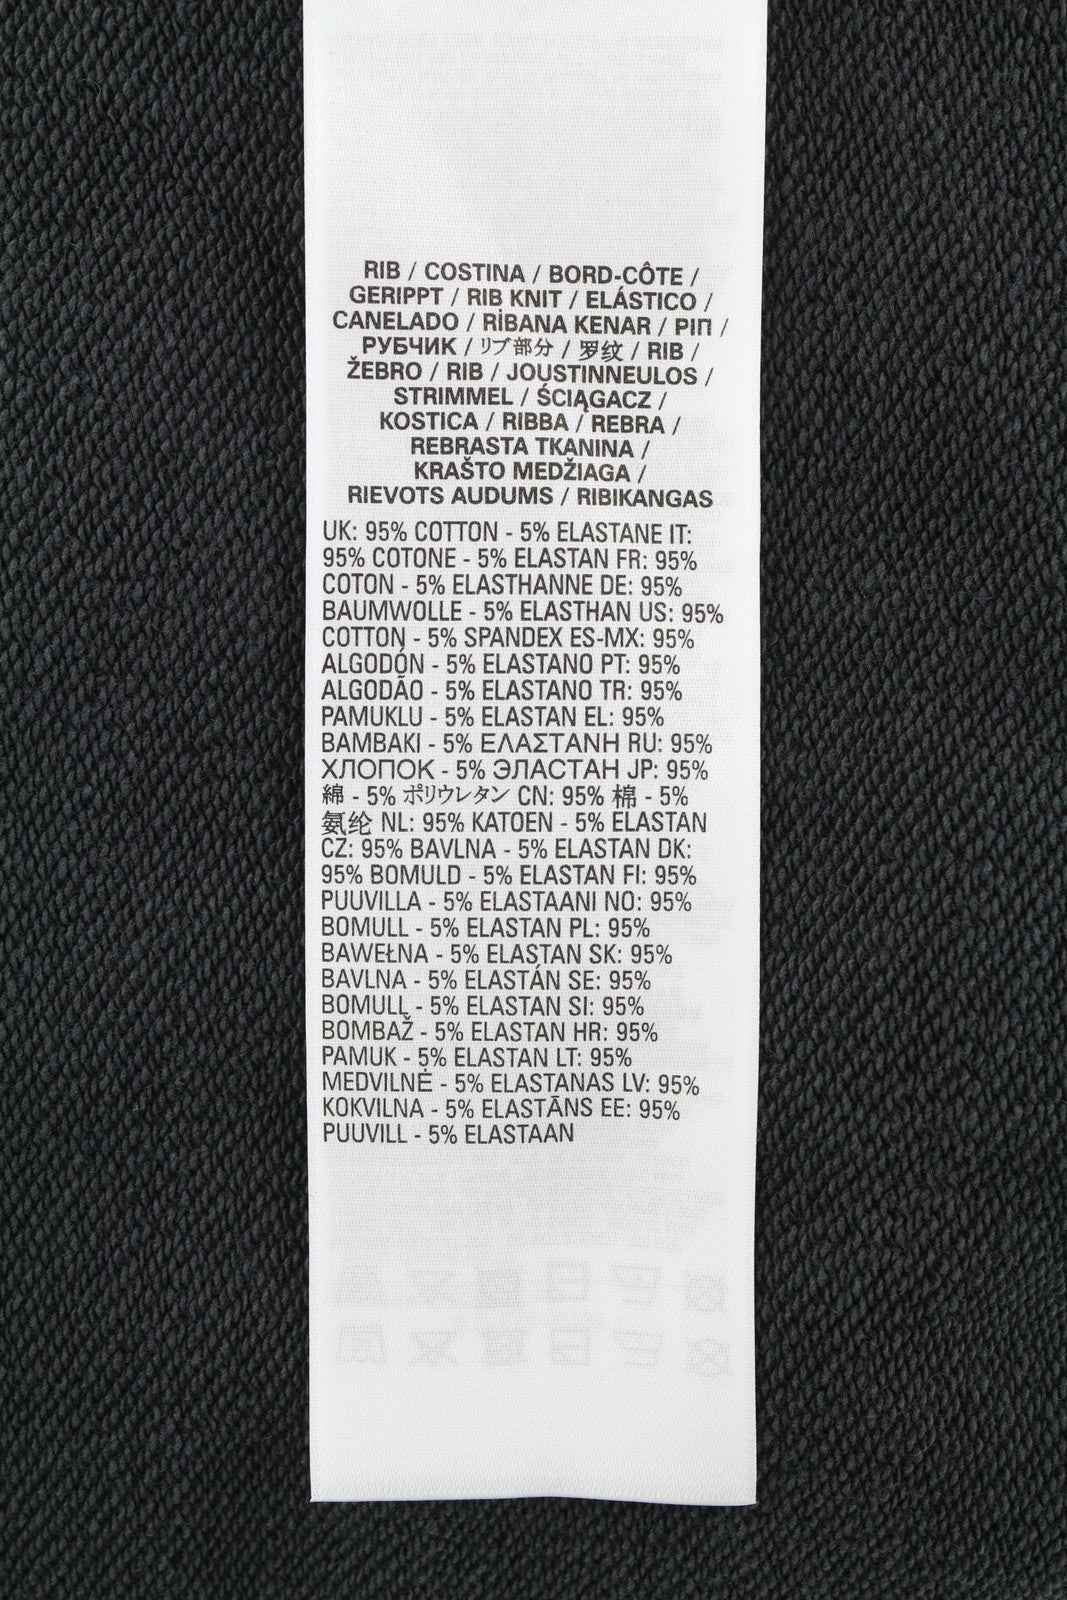 RIB / COSTINA / BORD-CÔTE /
GERIPPT / RIB KNIT / ELÁSTICO /
CANELADO / RİBANA KENAR / ΡΙΠ /
РУБЧИК / リブ部分 / 罗纹 / RIB /
ŽEBRO / RIB / JOUSTINNEULOS /
STRIMMEL / ŚCIĄGACZ /
KOSTICA / RIBBA / REBRA /
REBRASTA TKANINA /
KRAŠTO MEDŽIAGA /
RIEVOTS AUDUMS / RIBIKANGAS
UK: 95% COTTON - 5% ELASTANE IT:
95% COTONE - 5% ELASTAN FR: 95%
COTON - 5% ELASTHANNE DE: 95%
BAUMWOLLE - 5% ELASTHAN US: 95%
COTTON - 5% SPANDEX ES-MX: 95%
ALGODÓN - 5% ELASTANO PT: 95%
ALGODÃO - 5% ELASTANO TR: 95%
PAMUKLU - 5% ELASTAN EL: 95%
ΒΑΜΒΑΚΙ - 5% ΕΛΑΣΤΑΝΗ RU: 95%
ХЛОПОК - 5% ЭЛАСТАН JP: 95%
綿 - 5% ポリウレタン CN: 95% 棉 - 5%
氨纶 NL: 95% KATOEN - 5% ELASTAN
CZ: 95% BAVLNA - 5% ELASTAN DK:
95% BOMULD - 5% ELASTAN FI: 95%
PUUVILLA - 5% ELASTAANI NO: 95%
BOMULL - 5% ELASTAN PL: 95%
BAWEŁNA - 5% ELASTAN SK: 95%
BAVLNA - 5% ELASTÁN SE: 95%
BOMULL - 5% ELASTAN SI: 95%
BOMBAŽ - 5% ELASTAN HR: 95%
PAMUK - 5% ELASTAN LT: 95%
MEDVILNĖ - 5% ELASTANAS LV: 95%
KOKVILNA - 5% ELASTĀNS EE: 95%
PUUVILL - 5% ELASTAAN